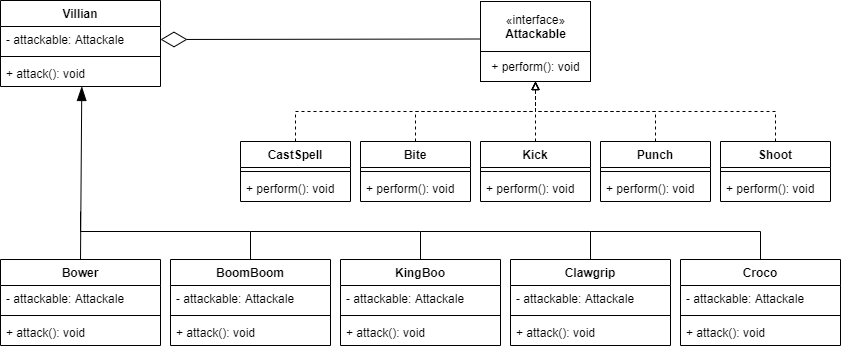 Villian
- attackable: Attackale
+ attack(): void
«interface»
Attackable
+ perform(): void
CastSpell
+ perform(): void
Bite
+ perform(): void
Kick
+ perform(): void
Punch
+ perform(): void
Shoot
+ perform(): void
Bower
- attackable: Attackale
+ attack(): void
BoomBoom
- attackable: Attackale
+ attack(): void
KingBoo
- attackable: Attackale
+ attack(): void
Clawgrip
- attackable: Attackale
+ attack(): void
Croco
- attackable: Attackale
+ attack(): void